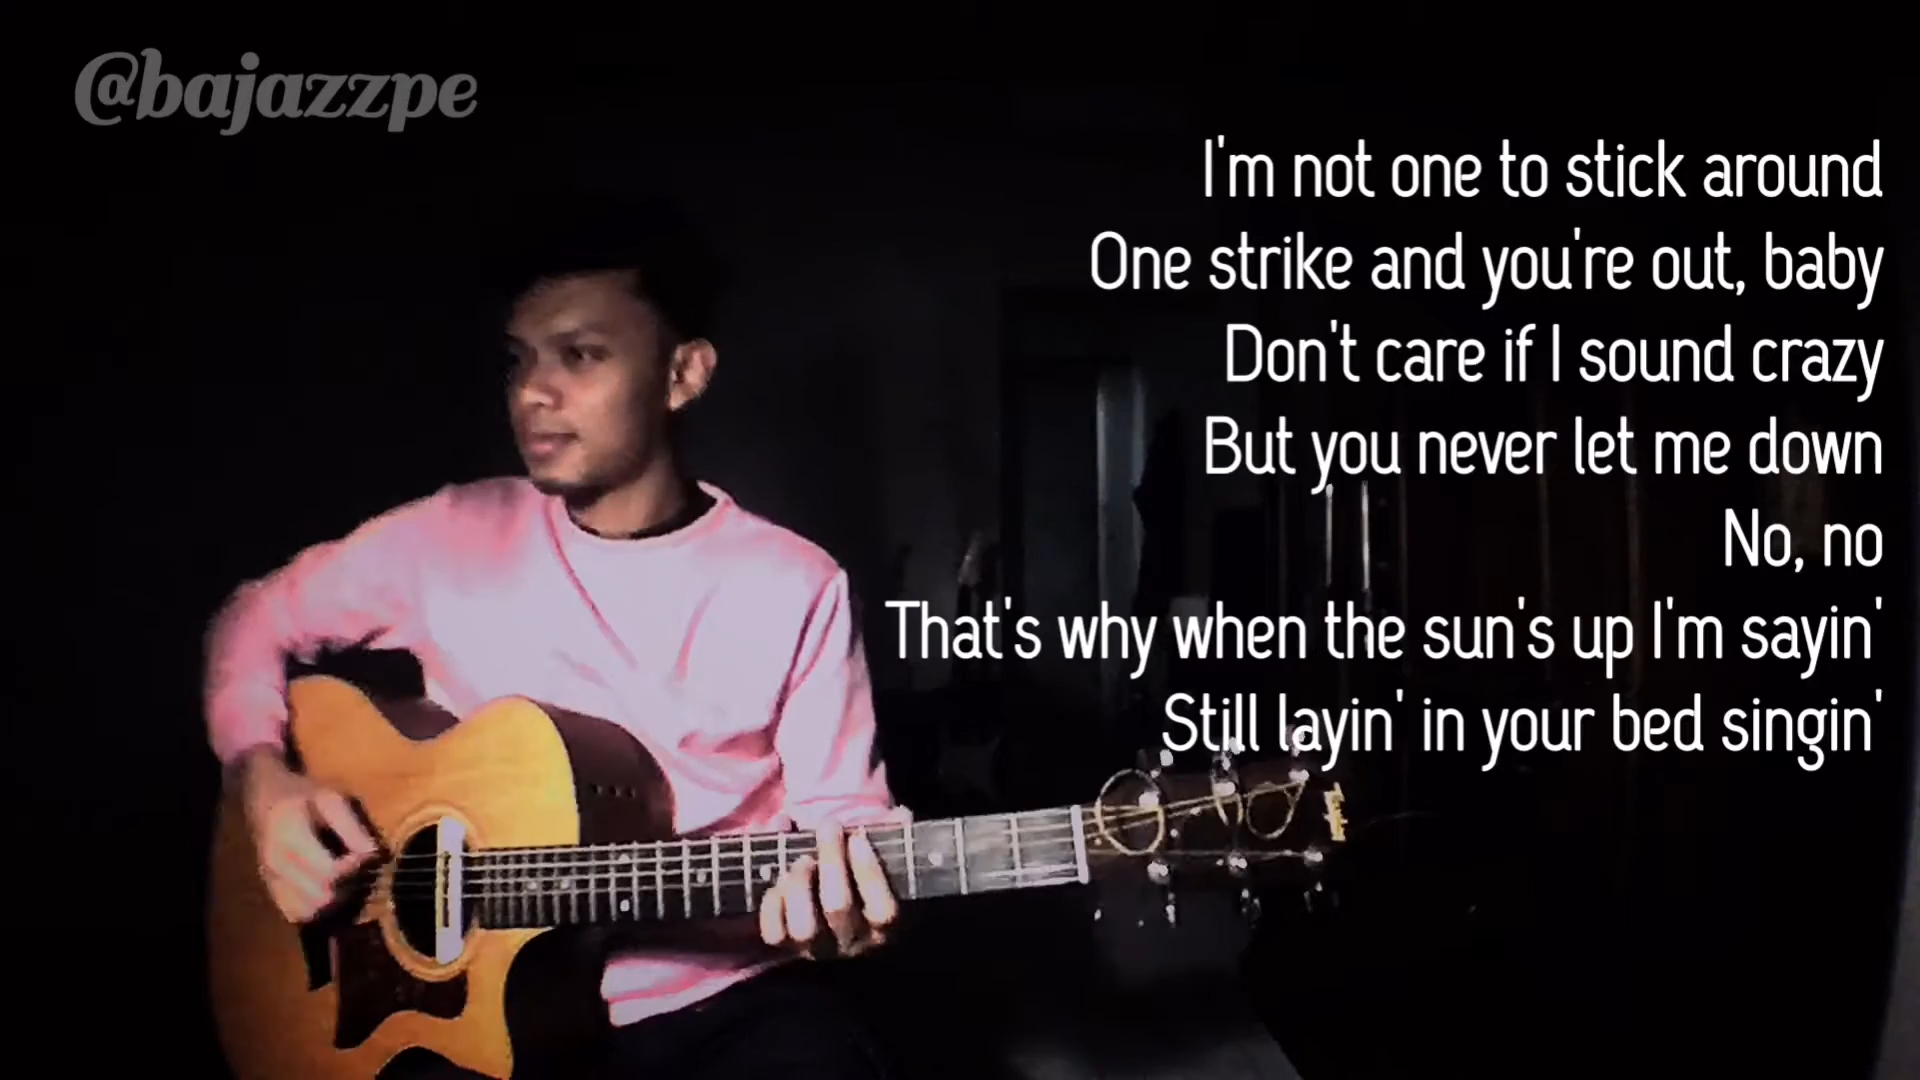 @bajazzpe
I'm not one to stick around
One strike and you're out, baby
Don't care if I sound crazy
But you never let me down
No, no
That's why when the sun's up I'm sayin'
Still layin' in your bed singin'